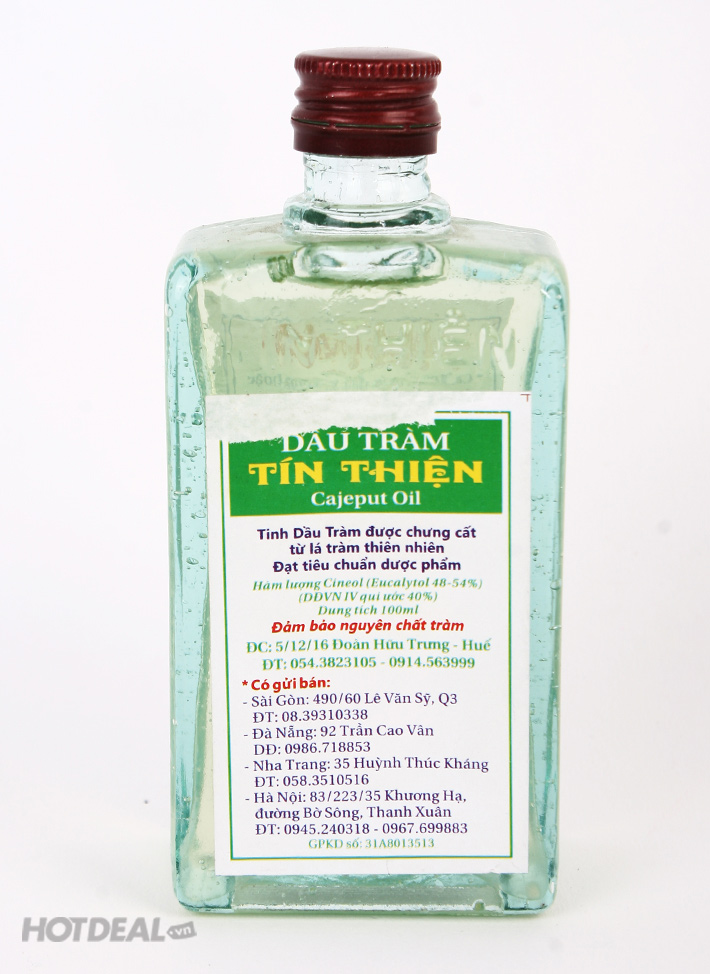 DẦU TRÀM
TÍN THIỆN
Cajeput Oil
Tinh Dầu Tràm được chưng cất
từ lá tràm thiên nhiên
Đạt tiêu chuẩn dược phẩm
Hàm lượng Cineol (Eucalytol 48-54%)
(DĐVN IV qui ước 40%)
Dung tích 100ml
Đảm bảo nguyên chất tràm
ĐC: 5/12/16 Đoàn Hữu Trưng - Huế
ĐT: 054.3823105 - 0914.563999
* Có gửi bán:
- Sài Gòn: 490/60 Lê Văn Sỹ, Q3
ĐT: 08.39310338
- Đà Nẵng: 92 Trần Cao Vân
DĐ: 0986.718853
- Nha Trang: 35 Huỳnh Thúc Kháng
ĐT: 058.3510516
- Hà Nội: 83/223/35 Khương Hạ,
đường Bờ Sông, Thanh Xuân
ĐT: 0945.240318 - 0967.699883
GPKD số: 31A8013513
HOTDEAL.vn